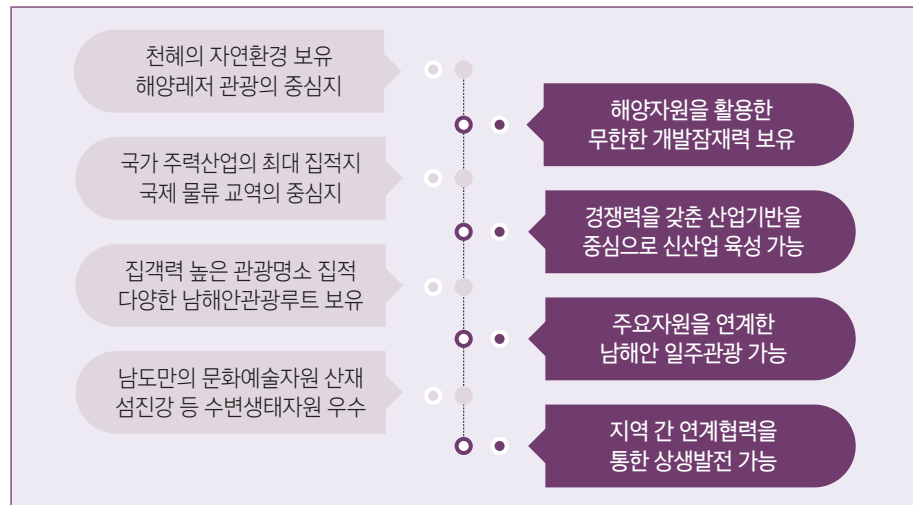 천혜의 자연환경 보유
해양레저 관광의 중심지
해양자원을 활용한
무한한 개발잠재력 보유
국가 주력산업의 최대 집적지
국제 물류 교역의 중심지
경쟁력을 갖춘 산업기반을
중심으로 신산업 육성 가능
집객력 높은 관광명소 집적
다양한 남해안관광루트 보유
주요자원을 연계한
남해안 일주관광 가능
남도만의 문화예술자원 산재
섬진강 등 수변생태자원 우수
지역 간 연계협력을
통한 상생발전 가능